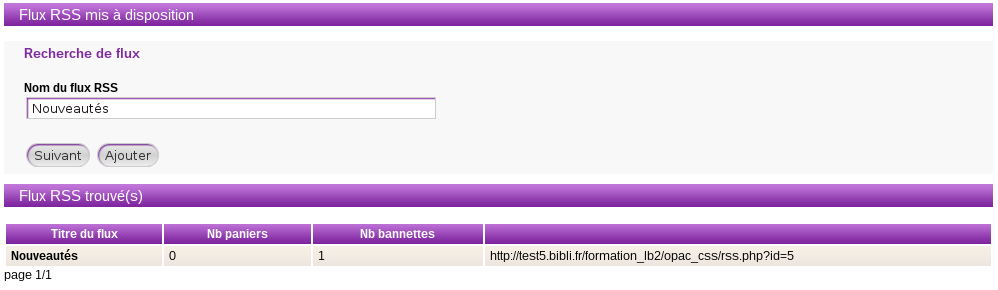 Flux RSS mis à disposition
Recherche de flux
Nom du flux RSS
Nouveautés
Suivant Ajouter
Flux RSS trouvé(s)
Titre du flux Nb paniers Nb bannettes
Nouveautés 0 1 http://test5.bibli.fr/formation_lb2/opac_css/rss.php?id=5
page 1/1